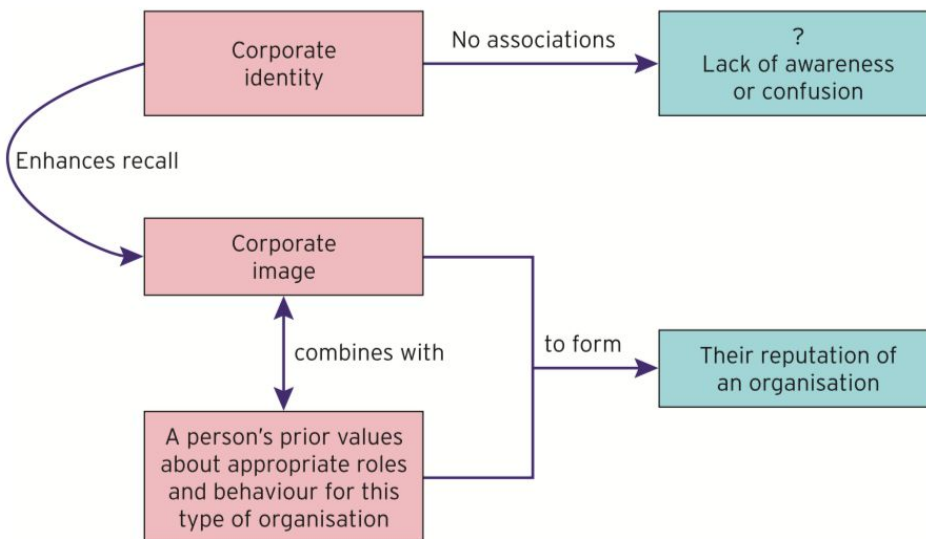 Corporate
identity
No associations
?
Lack of awareness
or confusion
Enhances recall
Corporate
image
combines with
to form
Their reputation of
an organisation
A person's prior values
about appropriate roles
and behaviour for this
type of organisation